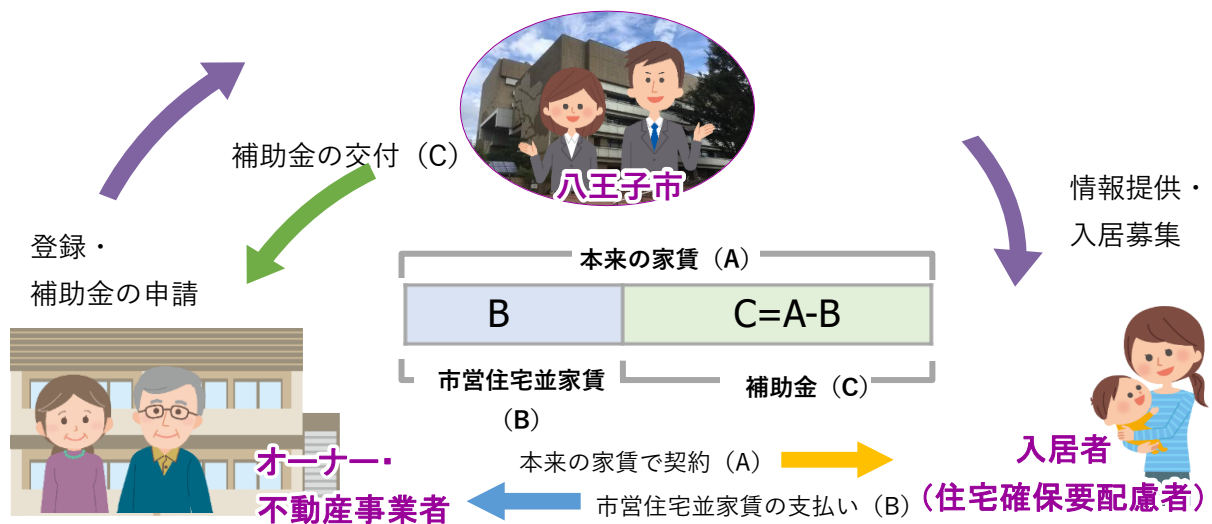 補助金の交付（C）
八王子市
情報提供・
入居募集
登録・
補助金の申請
本来の家賃（A）
B
C=A-B
市営住宅並家賃
（B）
補助金（C）
オーナー・
不動産事業者
本来の家賃で契約（A）
市営住宅並家賃の支払い（B）
入居者
（住宅確保要配慮者）